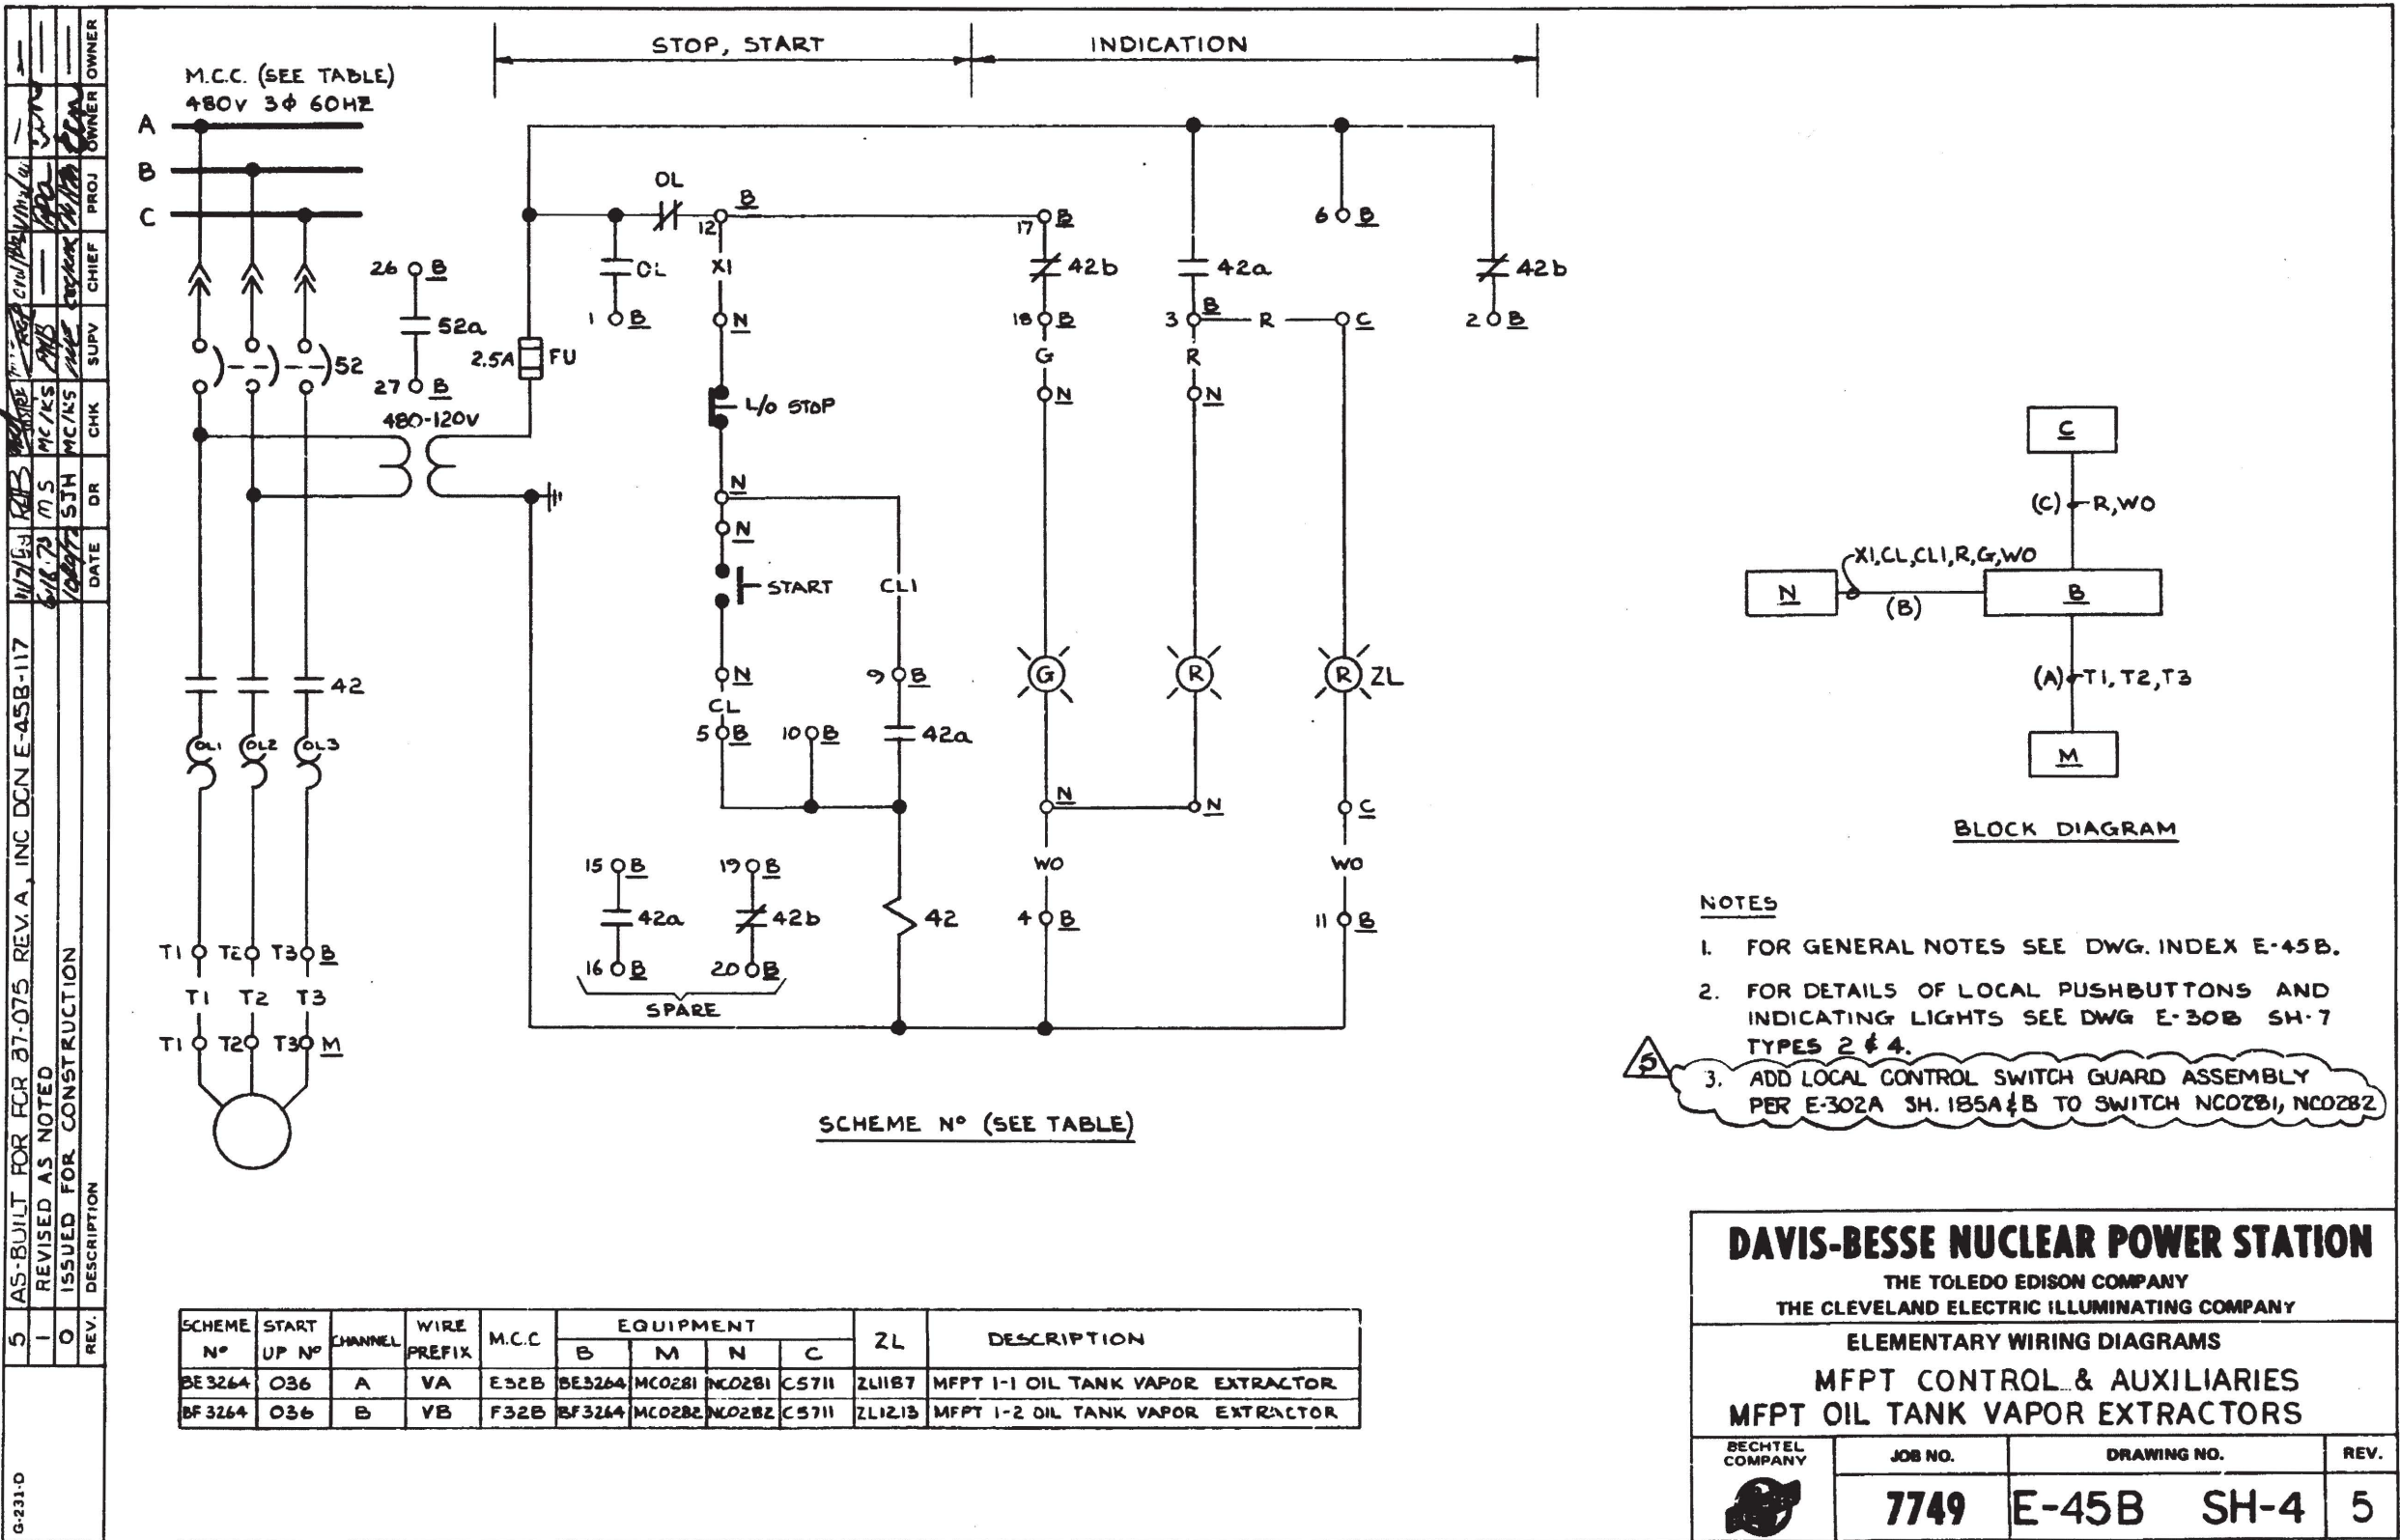 STOP, START
INDICATION
M.C.C. (SEE TABLE)
480V 3φ 60HZ
A
B
C
26 B
52a
27 B
52
480-120V
2.5A FU
OL
12 B
OL
1 B
X1
N
L/O STOP
N
N
START
CL1
N
CL
5 B
10 B
9 B
42a
17 B
42b
18 B
G
N
42a
3 B
R
C
R
N
6 B
42b
2 B
G
R
R ZL
N
N
C
WO
WO
4 B
11 B
42
OL1 OL2 OL3
T1 T2 T3 B
T1 T2 T3
T1 T2 T3 M
15 B
42a
16 B
19 B
42b
20 B
SPARE
42
SCHEME Nº (SEE TABLE)
C
(C) R,WO
X1,CL,CL1,R,G,WO
N
(B)
B
(A) T1,T2,T3
M
BLOCK DIAGRAM
NOTES
1. FOR GENERAL NOTES SEE DWG. INDEX E-45B.
2. FOR DETAILS OF LOCAL PUSHBUTTONS AND
INDICATING LIGHTS SEE DWG E-30B SH-7
TYPES 2 & 4.
5
3. ADD LOCAL CONTROL SWITCH GUARD ASSEMBLY
PER E-302A SH. 185A&B TO SWITCH NC0281, NC0282
SCHEME Nº START UP Nº CHANNEL WIRE PREFIX M.C.C EQUIPMENT ZL DESCRIPTION
B M N C
BE3264 036 A VA E32B BE3264 MC0281 NC0281 C5711 ZL1187 MFPT 1-1 OIL TANK VAPOR EXTRACTOR
BF3264 036 B VB F32B BF3264 MC0282 NC0282 C5711 ZL1213 MFPT 1-2 OIL TANK VAPOR EXTRACTOR
DAVIS-BESSE NUCLEAR POWER STATION
THE TOLEDO EDISON COMPANY
THE CLEVELAND ELECTRIC ILLUMINATING COMPANY
ELEMENTARY WIRING DIAGRAMS
MFPT CONTROL & AUXILIARIES
MFPT OIL TANK VAPOR EXTRACTORS
BECHTEL
COMPANY
JOB NO. DRAWING NO. REV.
7749 E-45B SH-4 5
5 AS-BUILT FOR FCR 87-075 REV. A, INC DCN E-45B-117 RTB
1 REVISED AS NOTED MS MC/KS
0 ISSUED FOR CONSTRUCTION SJH MC/KS
REV. DESCRIPTION DATE DR CHK SUPV CHIEF PROJ OWNER OWNER
G-231-D